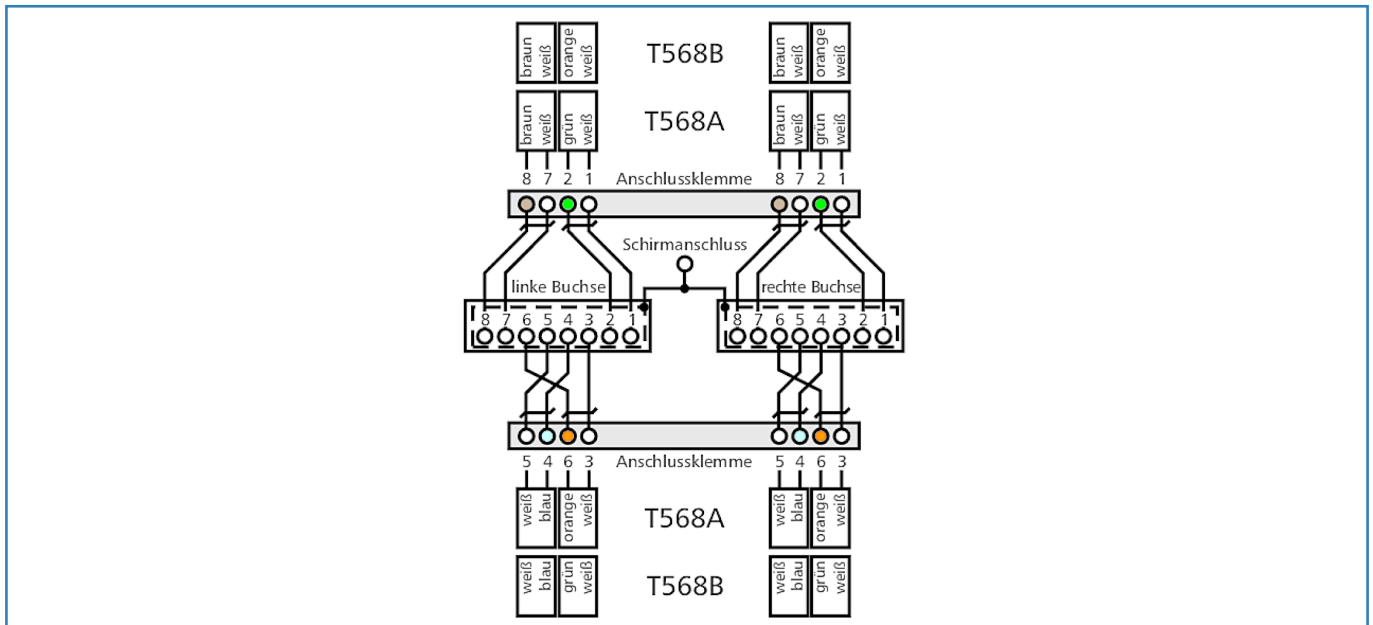 braun weiß orange weiß T568B braun weiß orange weiß
braun weiß grün weiß T568A braun weiß grün weiß
8 7 2 1 Anschlussklemme 8 7 2 1
Schirmanschluss
linke Buchse rechte Buchse
8 7 6 5 4 3 2 1 8 7 6 5 4 3 2 1
5 4 6 3 Anschlussklemme 5 4 6 3
weiß blau orange weiß T568A weiß blau orange weiß
weiß blau grün weiß T568B weiß blau grün weiß